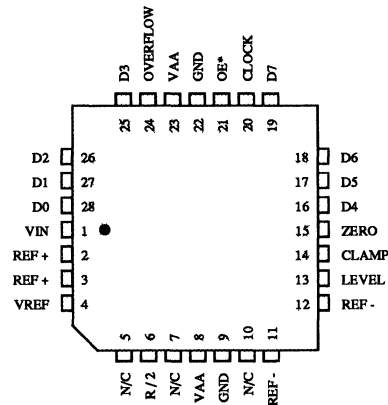 D3 OVERFLOW VAA GND OE* CLOCK D7
25 24 23 22 21 20 19
D2 26 18 D6
D1 27 17 D5
D0 28 16 D4
VIN 1 15 ZERO
REF + 2 14 CLAMP
REF + 3 13 LEVEL
VREF 4 12 REF -
5 6 7 8 9 10 11
N/C R / 2 N/C VAA GND N/C REF -